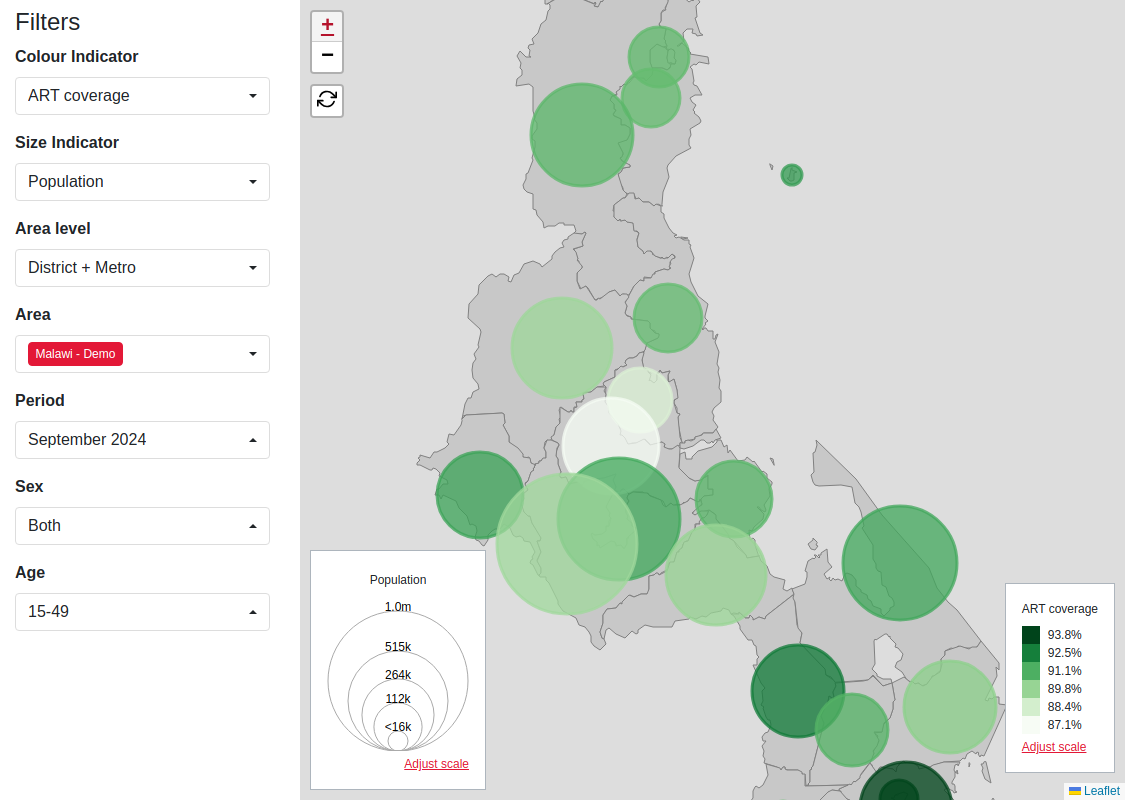 Filters
Colour Indicator
ART coverage
Size Indicator
Population
Area level
District + Metro
Area
Malawi - Demo
Period
September 2024
Sex
Both
Age
15-49
+
−
Population
1.0m
515k
264k
112k
<16k
Adjust scale
ART coverage
93.8%
92.5%
91.1%
89.8%
88.4%
87.1%
Adjust scale
Leaflet